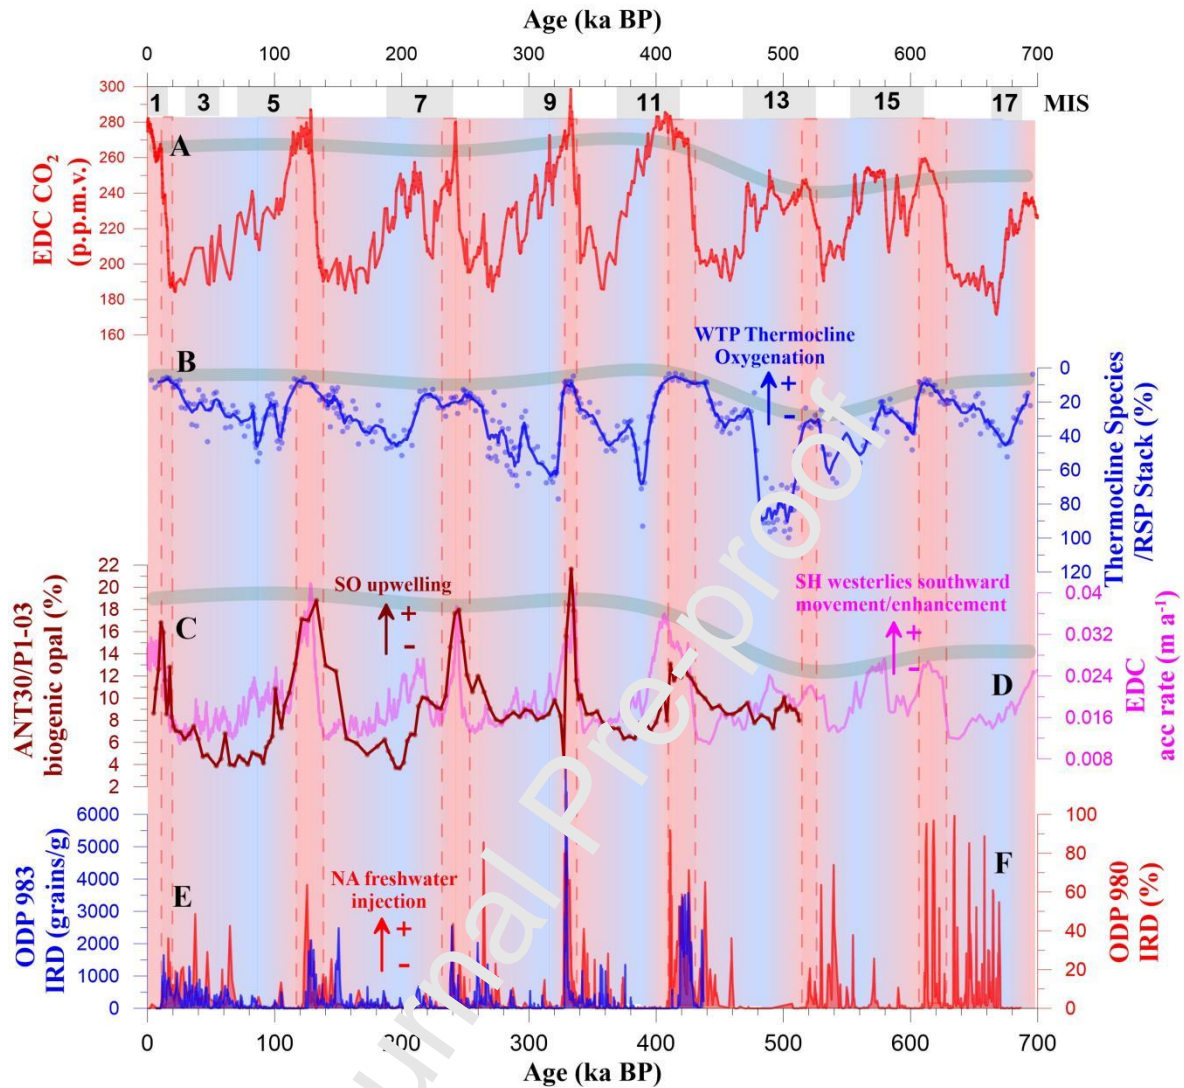 Age (ka BP)
0 100 200 300 400 500 600 700
1 3 5 7 9 11 13 15 17 MIS
300
280
260
240
220
200
180
160
EDC CO₂
(p.p.m.v.)
A
B
WTP Thermocline
Oxygenation
+
-
0
20
40
60
80
100
120
Thermocline Species
/RSP Stack (%)
22
20
18
16
14
12
10
8
6
4
2
ANT30/P1-03
biogenic opal (%)
C
SO upwelling
+
-
SH westerlies southward
movement/enhancement
+
-
D
0.04
0.032
0.024
0.016
0.008
EDC
acc rate (m a⁻¹)
6000
5000
4000
3000
2000
1000
0
ODP 983
IRD (grains/g)
E
NA freshwater
injection
+
-
F
100
80
60
40
20
0
ODP 980
IRD (%)
0 100 200 300 400 500 600 700
Age (ka BP)
urnal Pre-proof